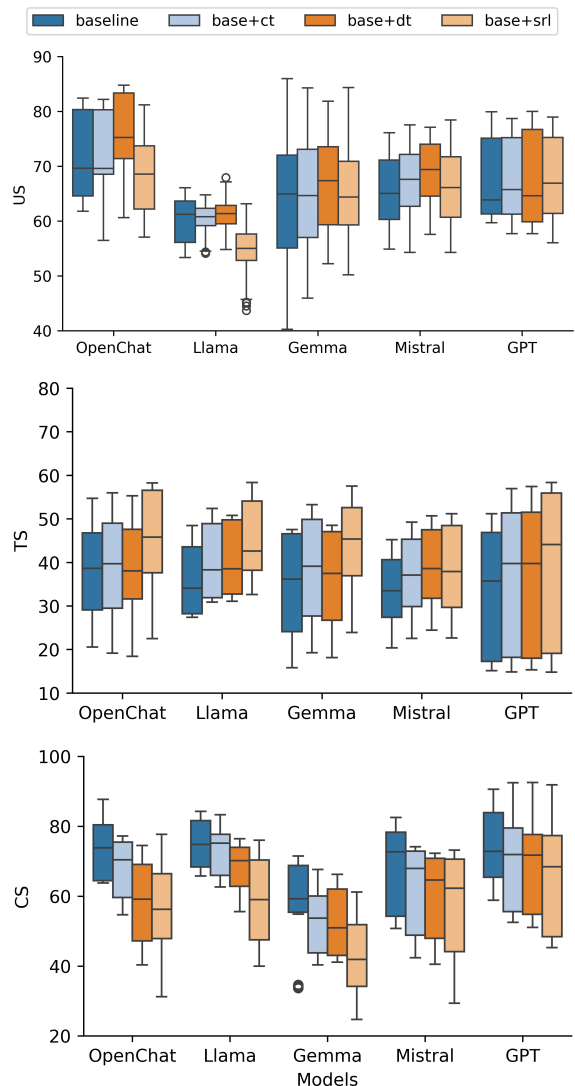 baseline base+ct base+dt base+srl
90
80
70
60
50
40
US
OpenChat Llama Gemma Mistral GPT
80
70
60
50
40
30
20
10
TS
OpenChat Llama Gemma Mistral GPT
100
80
60
40
20
CS
OpenChat Llama Gemma Mistral GPT
Models